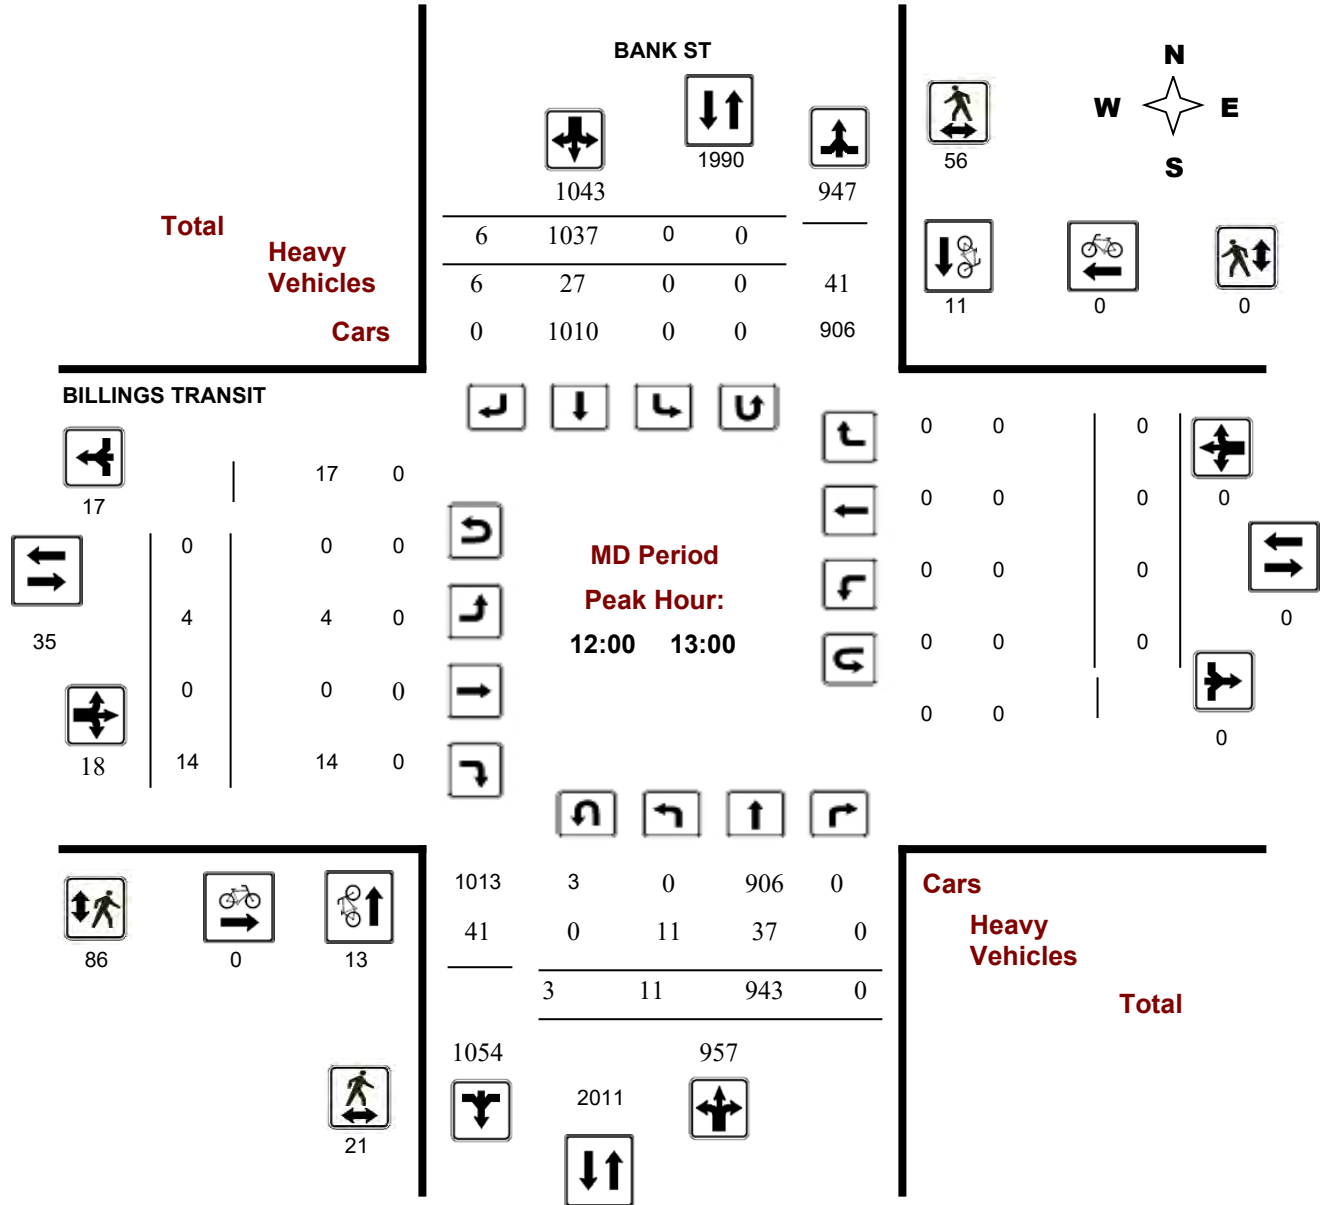 BANK ST
N
W E
S
1990
56
1043
947
Total
6 1037 0 0
Heavy
Vehicles
6 27 0 0 41
11 0 0
Cars
0 1010 0 0 906
BILLINGS TRANSIT
0 0 0
17 0
17
0 0 0 0
0 0 0
MD Period
0 0 0
Peak Hour:
4 4 0
0
35
12:00 13:00
0 0 0
0 0 0
0 0
0
18
14 14 0
1013 3 0 906 0
Cars
41 0 11 37 0
Heavy
Vehicles
86 0 13
3 11 943 0
Total
1054 957
2011
21